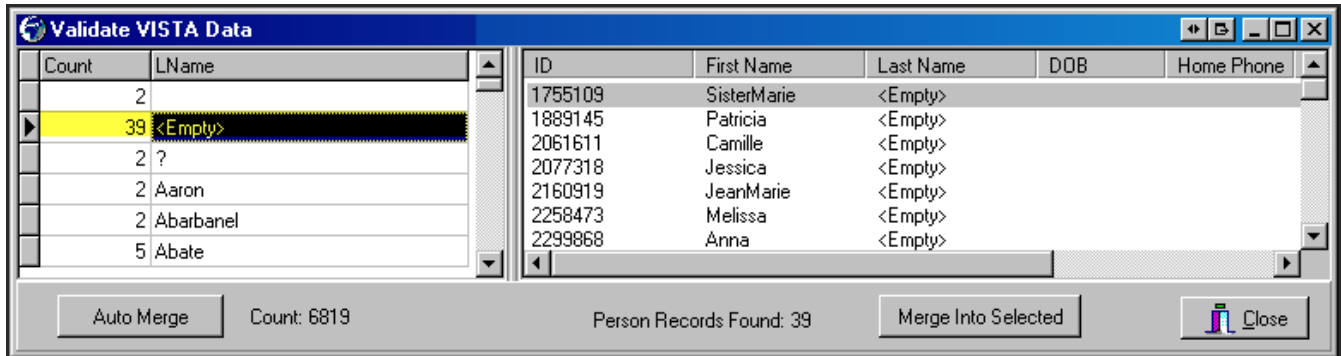 Validate VISTA Data
Count LName
2
39 <Empty>
2 ?
2 Aaron
2 Abarbanel
5 Abate
ID First Name Last Name DOB Home Phone
1755109 SisterMarie <Empty>
1889145 Patricia <Empty>
2061611 Camille <Empty>
2077318 Jessica <Empty>
2160919 JeanMarie <Empty>
2258473 Melissa <Empty>
2299868 Anna <Empty>
Auto Merge Count: 6819 Person Records Found: 39 Merge Into Selected Close